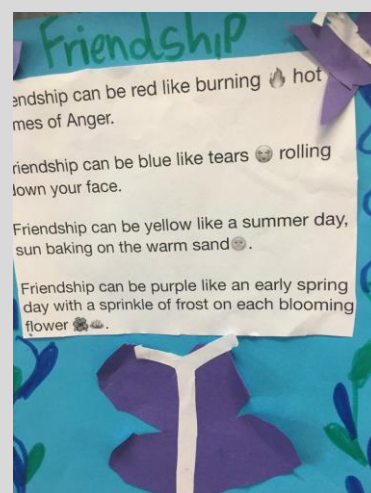 Friendship
endship can be red like burning 🔥 hot
mes of Anger.
riendship can be blue like tears 😭 rolling
down your face.
Friendship can be yellow like a summer day,
sun baking on the warm sand🌞.
Friendship can be purple like an early spring
day with a sprinkle of frost on each blooming
flower